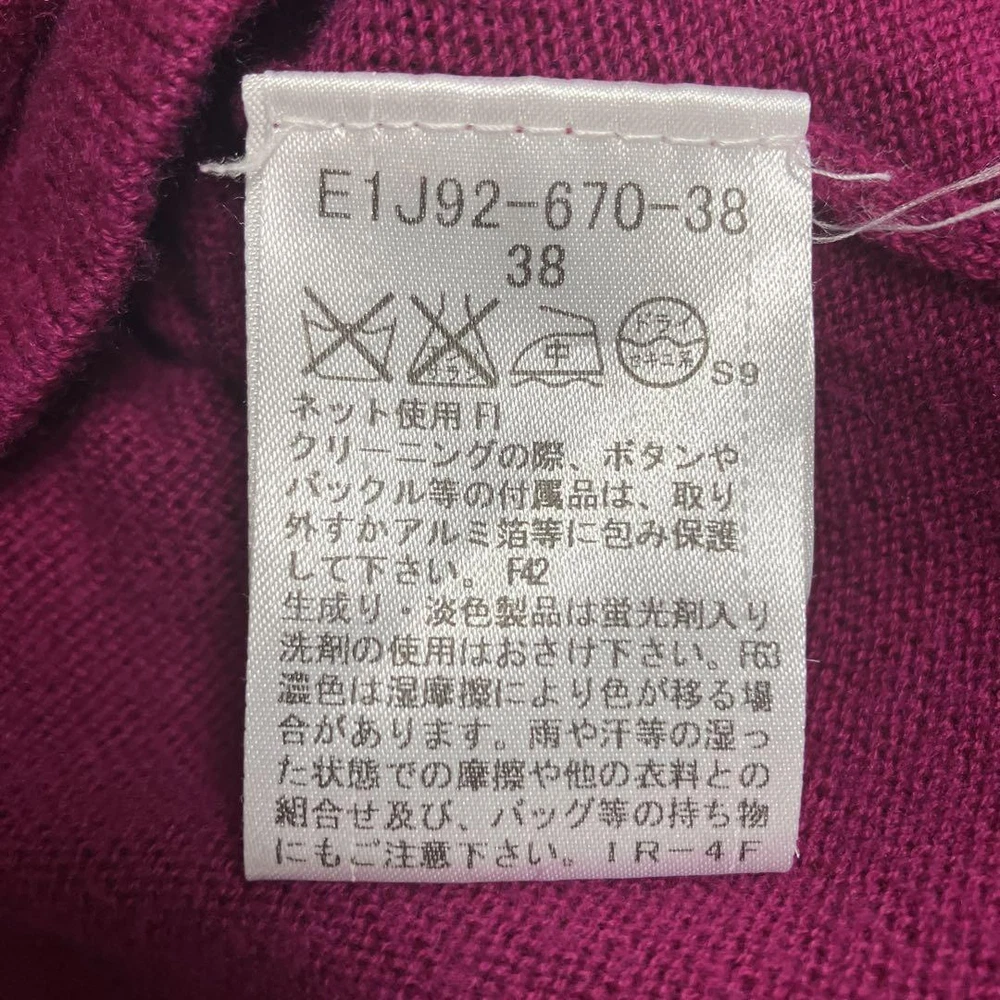 E1J92-670-38
38
中 ドライ セキユ系 S9
ネット使用 F1
クリーニングの際、ボタンや
バックル等の付属品は、取り
外すかアルミ箔等に包み保護
して下さい。 F42
生成り・淡色製品は蛍光剤入り
洗剤の使用はおさけ下さい。F63
濃色は湿摩擦により色が移る場
合があります。雨や汗等の湿っ
た状態での摩擦や他の衣料との
組合せ及び、バッグ等の持ち物
にもご注意下さい。IR-4F